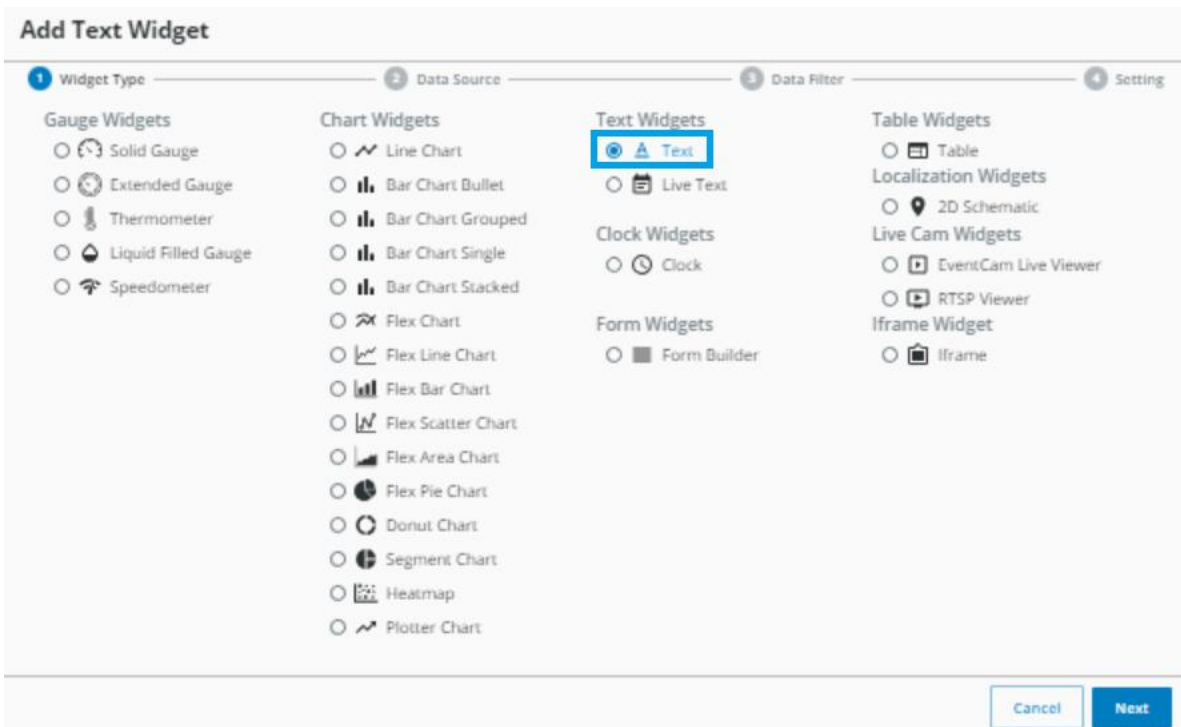 Add Text Widget
1 Widget Type
2 Data Source
3 Data Filter
4 Setting
Gauge Widgets
Solid Gauge
Extended Gauge
Thermometer
Liquid Filled Gauge
Speedometer
Chart Widgets
Line Chart
Bar Chart Bullet
Bar Chart Grouped
Bar Chart Single
Bar Chart Stacked
Flex Chart
Flex Line Chart
Flex Bar Chart
Flex Scatter Chart
Flex Area Chart
Flex Pie Chart
Donut Chart
Segment Chart
Heatmap
Plotter Chart
Text Widgets
Text
Live Text
Clock Widgets
Clock
Form Widgets
Form Builder
Table Widgets
Table
Localization Widgets
2D Schematic
Live Cam Widgets
EventCam Live Viewer
RTSP Viewer
Iframe Widget
Iframe
Cancel
Next